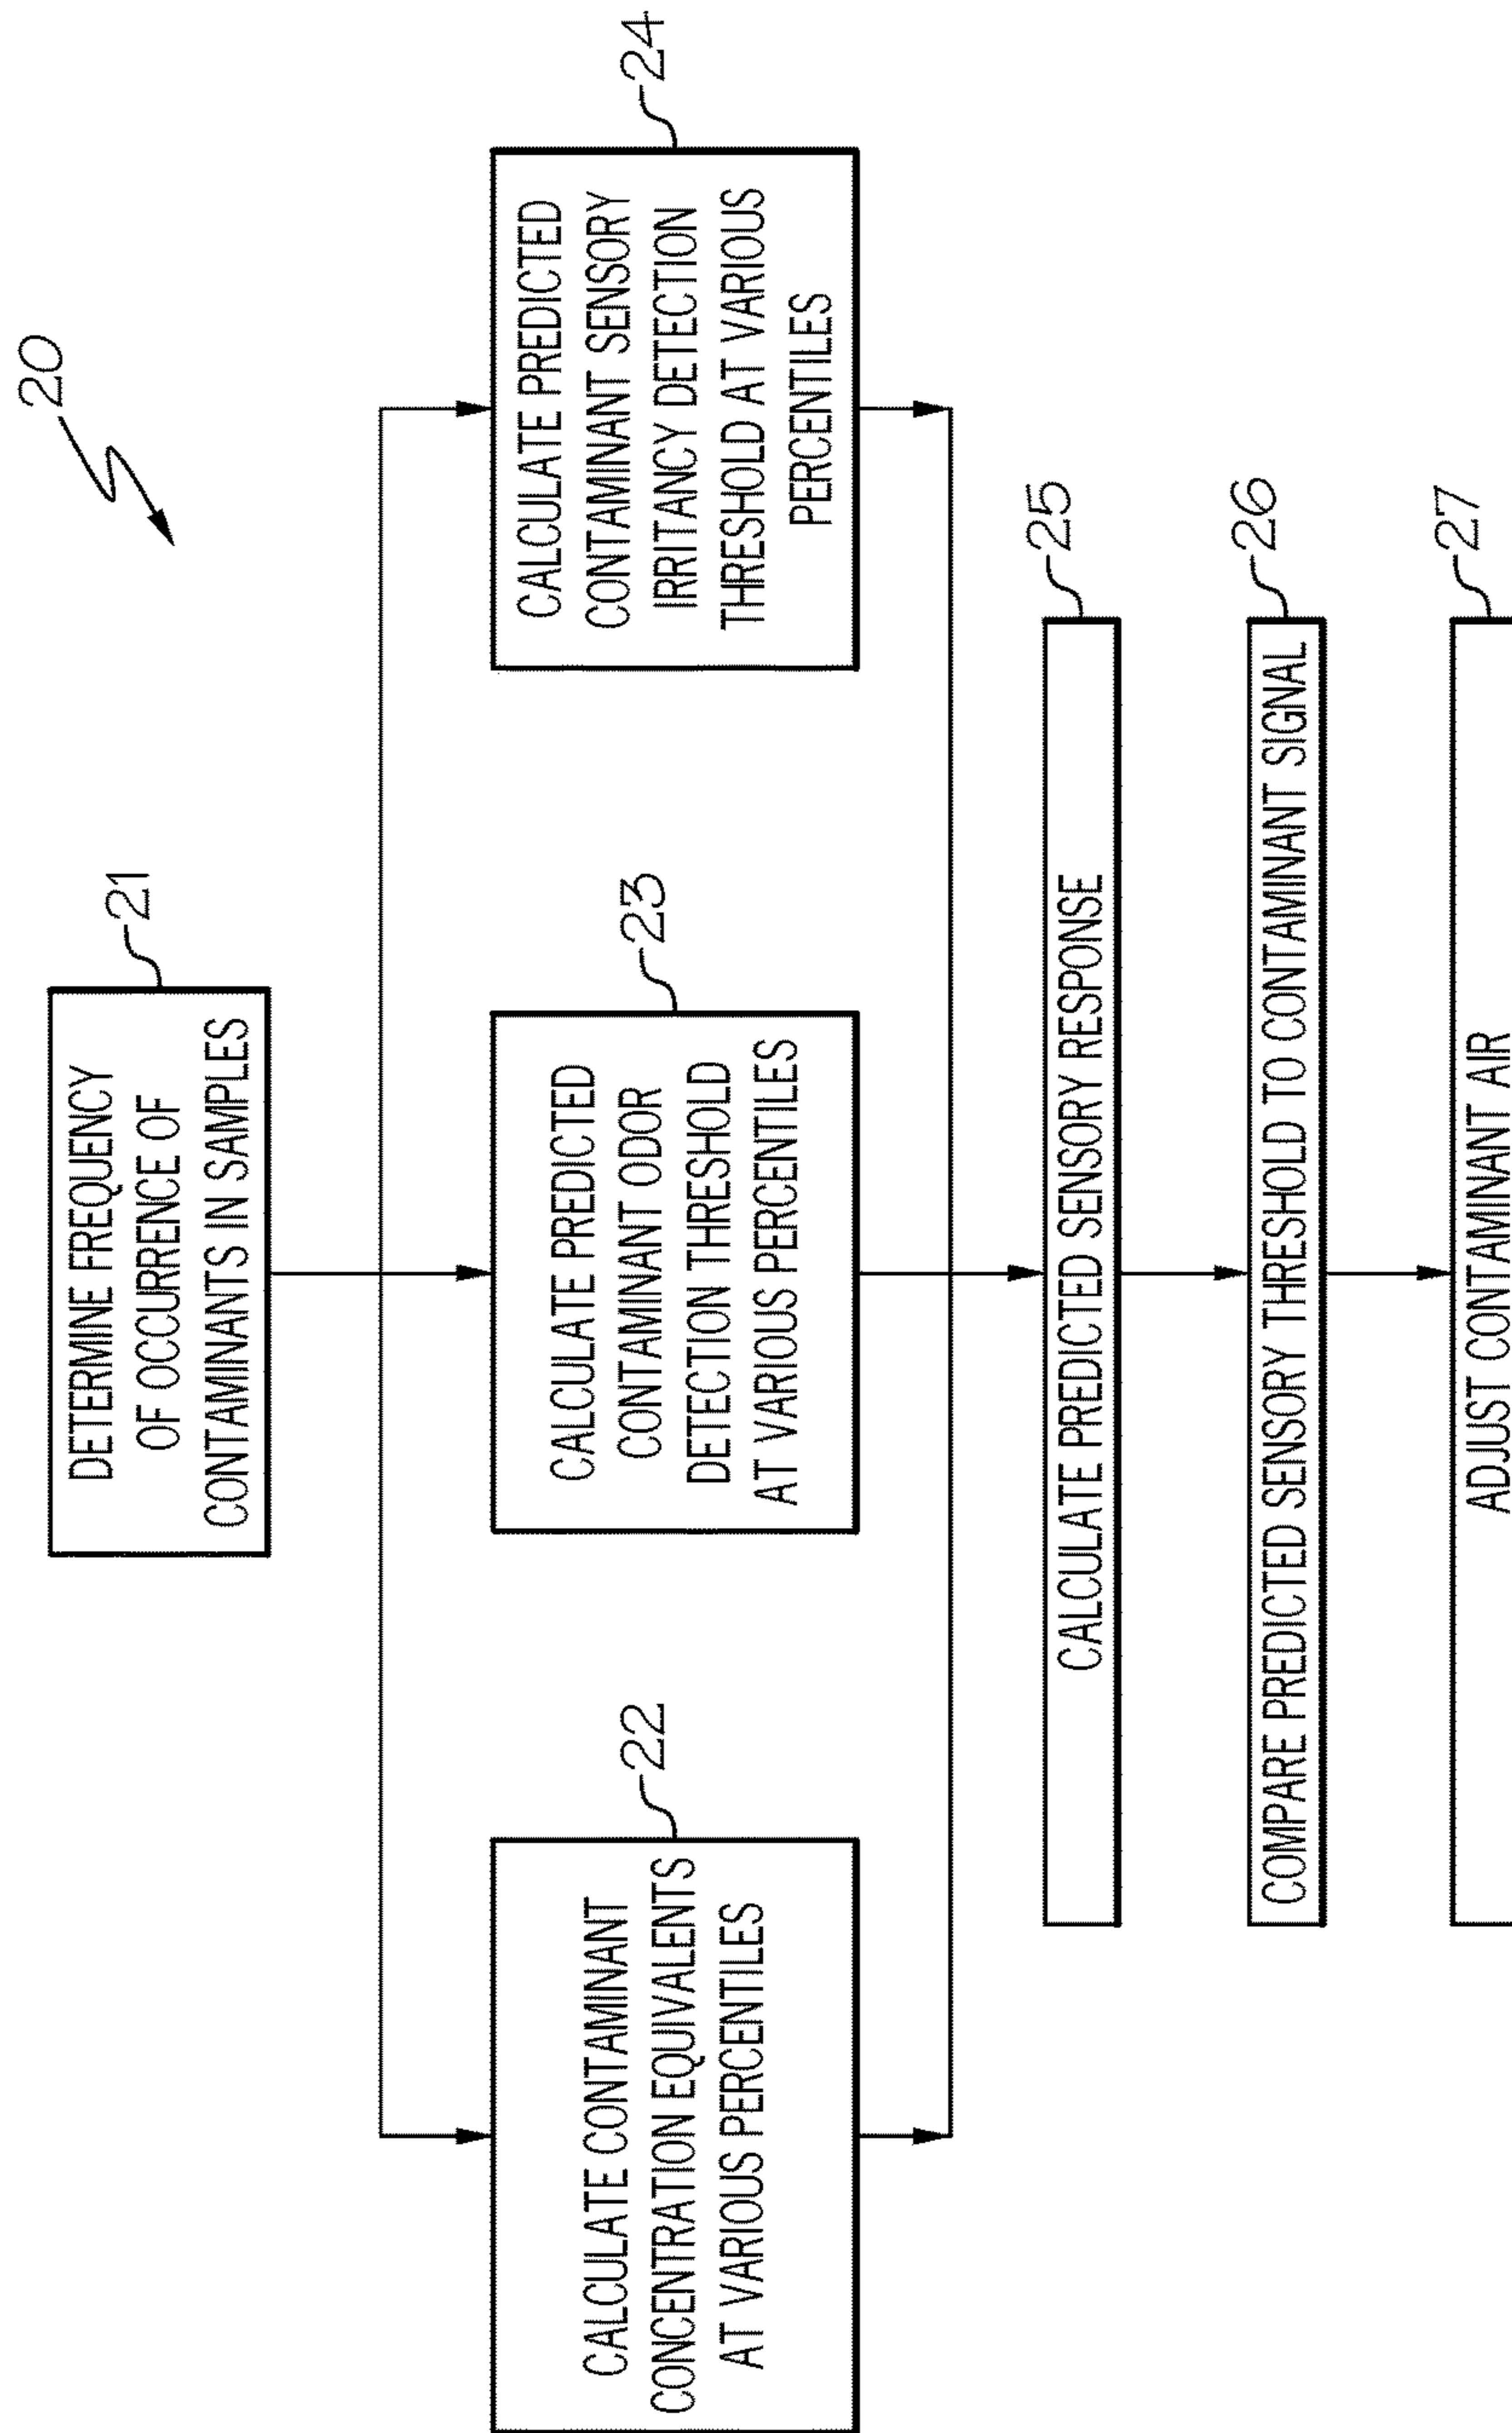 20
DETERMINE FREQUENCY
OF OCCURRENCE OF
CONTAMINANTS IN SAMPLES
21
CALCULATE CONTAMINANT
CONCENTRATION EQUIVALENTS
AT VARIOUS PERCENTILES
22
CALCULATE PREDICTED
CONTAMINANT ODOR
DETECTION THRESHOLD
AT VARIOUS PERCENTILES
23
CALCULATE PREDICTED
CONTAMINANT SENSORY
IRRITANCY DETECTION
THRESHOLD AT VARIOUS
PERCENTILES
24
CALCULATE PREDICTED SENSORY RESPONSE
25
COMPARE PREDICTED SENSORY THRESHOLD TO CONTAMINANT SIGNAL
26
ADJUST CONTAMINANT AIR
27